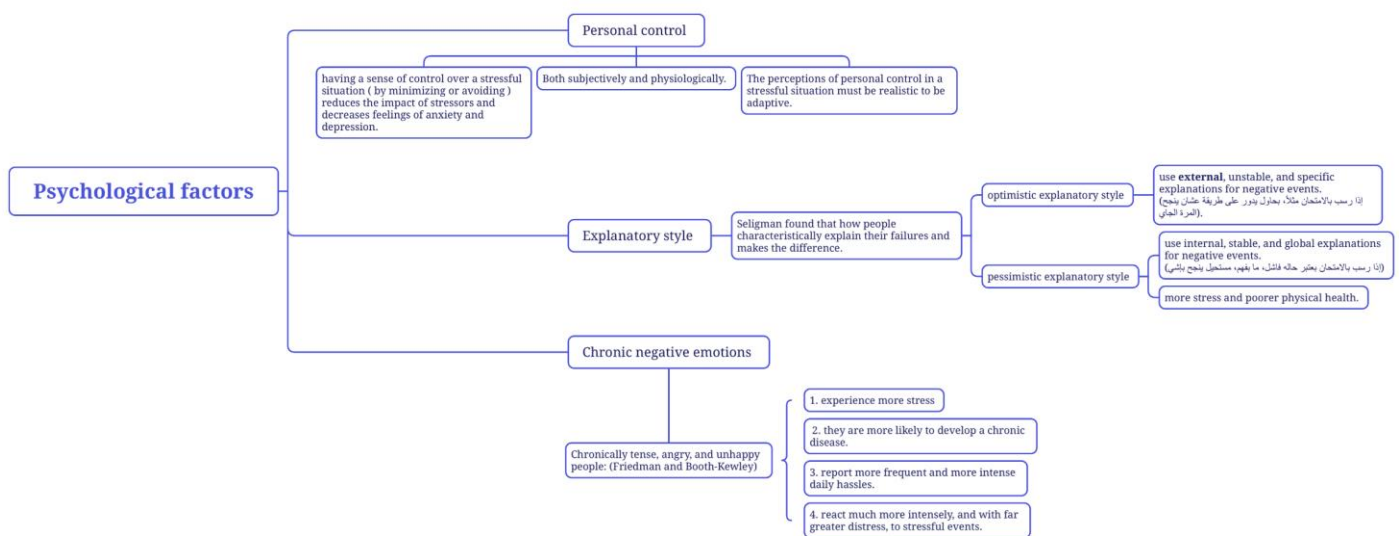 Psychological factors
Personal control
having a sense of control over a stressful
situation ( by minimizing or avoiding )
reduces the impact of stressors and
decreases feelings of anxiety and
depression.
Both subjectively and physiologically.
The perceptions of personal control in a
stressful situation must be realistic to be
adaptive.
Explanatory style
Seligman found that how people
characteristically explain their failures and
makes the difference.
optimistic explanatory style
use external, unstable, and specific
explanations for negative events.
(إذا رسب بالامتحان مثلاً، بحاول يدور على طريقة عشان ينجح
المرة الجاي).
pessimistic explanatory style
use internal, stable, and global explanations
for negative events.
(إذا رسب بالامتحان بعتبر حاله فاشل، ما بفهم، مستحيل ينجح بإشي)
more stress and poorer physical health.
Chronic negative emotions
Chronically tense, angry, and unhappy
people: (Friedman and Booth-Kewley)
1. experience more stress
2. they are more likely to develop a chronic
disease.
3. report more frequent and more intense
daily hassles.
4. react much more intensely, and with far
greater distress, to stressful events.